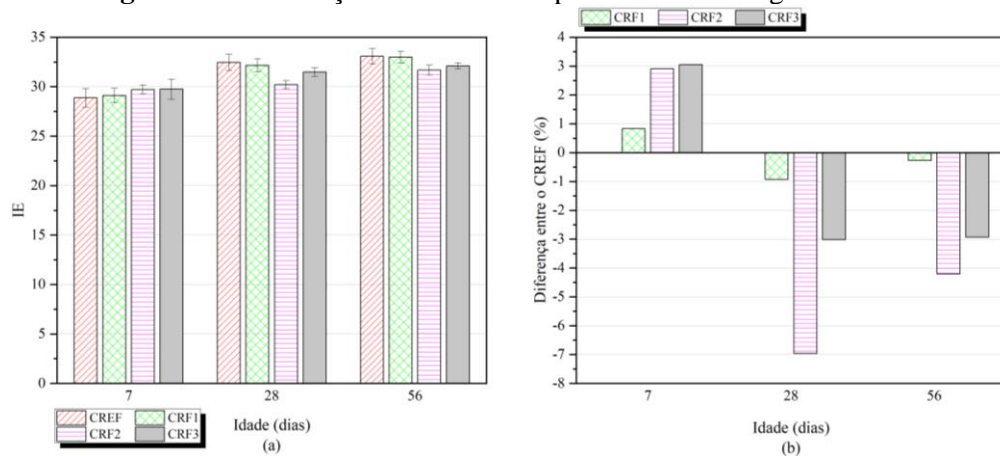 CRF1 CRF2 CRF3
35
30
25
20
15
10
5
0
IE
7 28 56
CREF CRF1
CRF2 CRF3
Idade (dias)
(a)
4
3
2
1
0
-1
-2
-3
-4
-5
-6
-7
-8
Diferença entre o CREF (%)
7 28 56
Idade (dias)
(b)